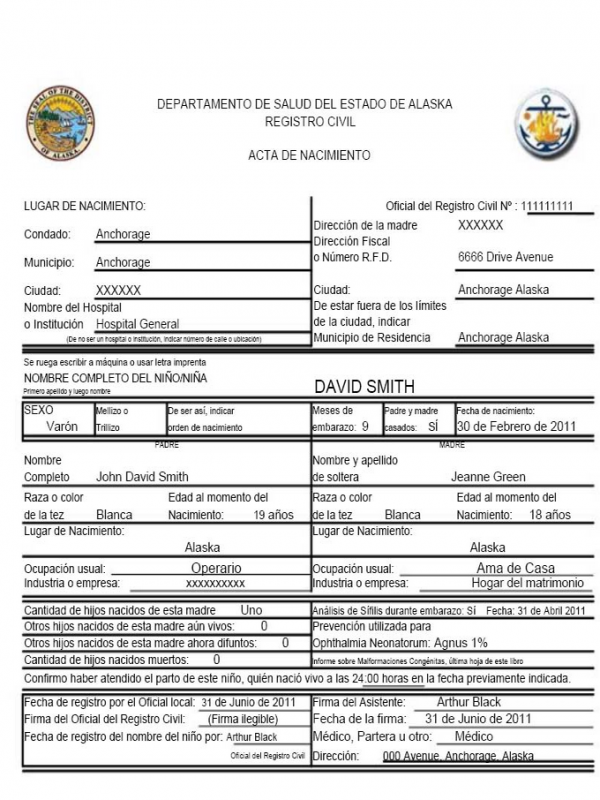 DEPARTAMENTO DE SALUD DEL ESTADO DE ALASKA
REGISTRO CIVIL
ACTA DE NACIMIENTO
THE SEAL OF THE DISTRICT
OF ALASKA.
LUGAR DE NACIMIENTO:
Condado: Anchorage
Municipio: Anchorage
Ciudad: XXXXXX
Nombre del Hospital
o Institución Hospital General
(De no ser un hospital o institución, indicar número de calle o ubicación)
Oficial del Registro Civil Nº : 111111111
Dirección de la madre XXXXXX
Dirección Fiscal
o Número R.F.D. 6666 Drive Avenue
Ciudad: Anchorage Alaska
De estar fuera de los límites
de la ciudad, indicar
Municipio de Residencia Anchorage Alaska
Se ruega escribir a máquina o usar letra imprenta
NOMBRE COMPLETO DEL NIÑO/NIÑA DAVID SMITH
Primero apellido y luego nombre
SEXO Mellizo o De ser así, indicar Meses de Padre y madre Fecha de nacimiento:
Varón Trillizo orden de nacimiento embarazo: 9 casados: SÍ 30 de Febrero de 2011
PADRE
Nombre
Completo John David Smith
Raza o color Edad al momento del
de la tez Blanca Nacimiento: 19 años
Lugar de Nacimiento:
Alaska
Ocupación usual: Operario
Industria o empresa: xxxxxxxxxx
MADRE
Nombre y apellido
de soltera Jeanne Green
Raza o color Edad al momento del
de la tez Blanca Nacimiento: 18 años
Lugar de Nacimiento:
Alaska
Ocupación usual: Ama de Casa
Industria o empresa: Hogar del matrimonio
Cantidad de hijos nacidos de esta madre Uno
Otros hijos nacidos de esta madre aún vivos: 0
Otros hijos nacidos de esta madre ahora difuntos: 0
Cantidad de hijos nacidos muertos: 0
Análisis de Sífilis durante embarazo: Sí Fecha: 31 de Abril 2011
Prevención utilizada para
Ophthalmia Neonatorum: Agnus 1%
Informe sobre Malformaciones Congénitas, última hoja de este libro
Confirmo haber atendido el parto de este niño, quién nació vivo a las 24:00 horas en la fecha previamente indicada.
Fecha de registro por el Oficial local: 31 de Junio de 2011
Firma del Oficial del Registro Civil: (Firma ilegible)
Fecha de registro del nombre del niño por: Arthur Black
Oficial del Registro Civil
Firma del Asistente: Arthur Black
Fecha de la firma: 31 de Junio de 2011
Médico, Partera u otro: Médico
Dirección: 000 Avenue, Anchorage, Alaska